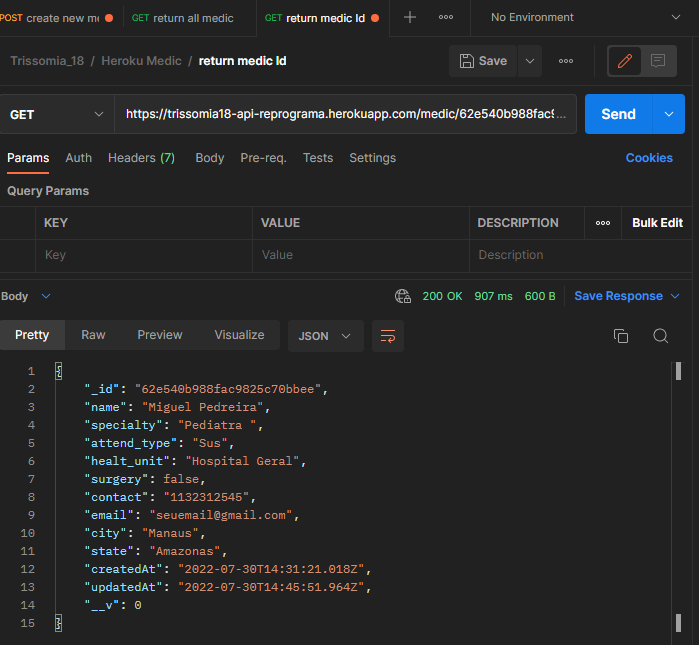 POST create new me GET return all medic GET return medic Id No Environment
Trissomia_18 / Heroku Medic / return medic Id Save
GET https://trissomia18-api-reprograma.herokuapp.com/medic/62e540b988fac9... Send
Params Auth Headers (7) Body Pre-req. Tests Settings Cookies
Query Params
KEY VALUE DESCRIPTION Bulk Edit
Key Value Description
Body 200 OK 907 ms 600 B Save Response
Pretty Raw Preview Visualize JSON
1 {
2 "_id": "62e540b988fac9825c70bbee",
3 "name": "Miguel Pedreira",
4 "specialty": "Pediatra ",
5 "attend_type": "Sus",
6 "healt_unit": "Hospital Geral",
7 "surgery": false,
8 "contact": "1132312545",
9 "email": "seuemail@gmail.com",
10 "city": "Manaus",
11 "state": "Amazonas",
12 "createdAt": "2022-07-30T14:31:21.018Z",
13 "updatedAt": "2022-07-30T14:45:51.964Z",
14 "__v": 0
15 }